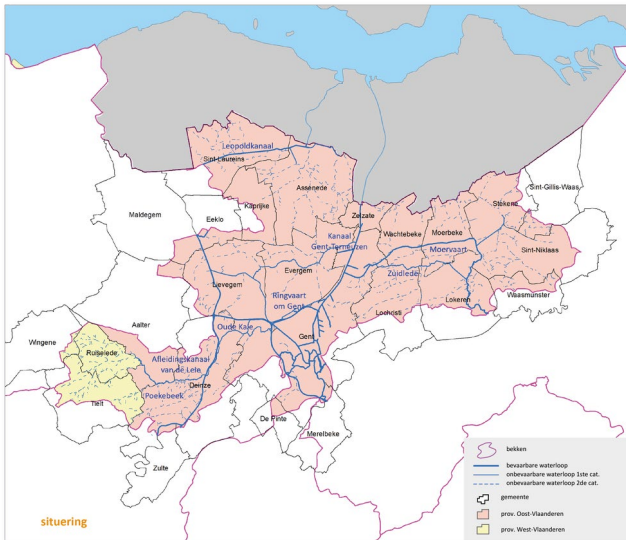 Leopoldkanaal
Sint-Laureins
Assenede
Sint-Gillis-Waas
Kaprijke
Stekene
Maldegem
Eeklo
Zelzate
Wachtebeke
Moerbeke
Kanaal
Gent-Terneuzen
Moervaart
Sint-Niklaas
Evergem
Zuidlede
Lievegem
Ringvaart
om Gent
Lochristi
Lokeren
Waasmunster
Aalter
Oude Kale
Gent
Wingene
Ruiselede
Afleidingskanaal
van de Leie
Deinze
Poekebeek
Tielt
De Pinte
Merelbeke
Zulte
bekken
bevaarbare waterloop
onbevaarbare waterloop 1ste cat.
onbevaarbare waterloop 2de cat.
gemeente
prov. Oost-Vlaanderen
prov. West-Vlaanderen
situering